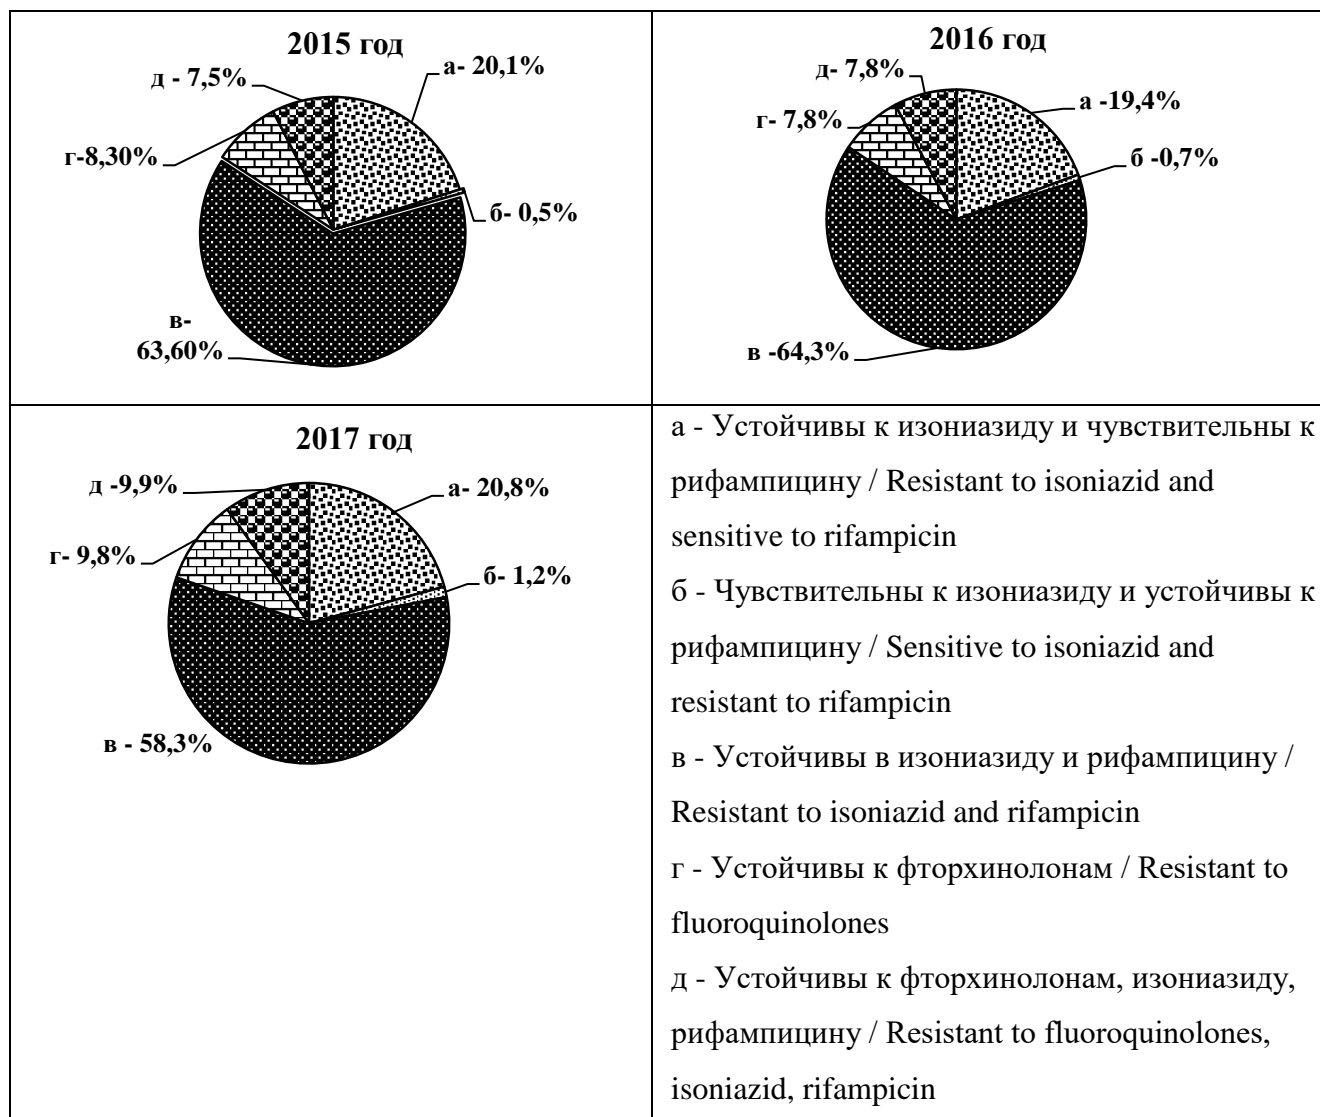 2015 год
д - 7,5%
а- 20,1%
г-8,30%
б- 0,5%
в-
63,60%
2016 год
д- 7,8%
а -19,4%
г- 7,8%
б -0,7%
в -64,3%
2017 год
д -9,9%
а- 20,8%
г- 9,8%
б- 1,2%
в - 58,3%
а - Устойчивы к изониазиду и чувствительны к
рифампицину / Resistant to isoniazid and
sensitive to rifampicin
б - Чувствительны к изониазиду и устойчивы к
рифампицину / Sensitive to isoniazid and
resistant to rifampicin
в - Устойчивы в изониазиду и рифампицину /
Resistant to isoniazid and rifampicin
г - Устойчивы к фторхинолонам / Resistant to
fluoroquinolones
д - Устойчивы к фторхинолонам, изониазиду,
рифампицину / Resistant to fluoroquinolones,
isoniazid, rifampicin